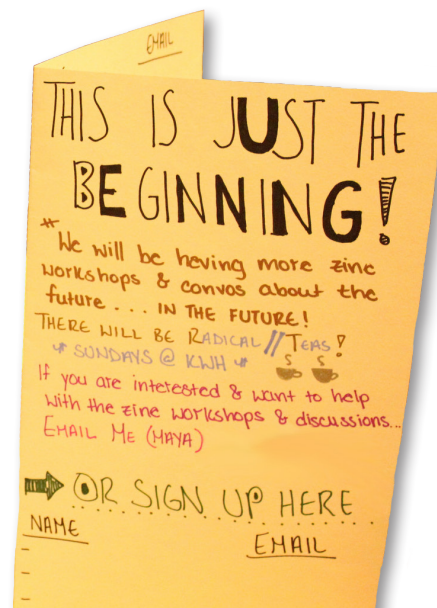 EMAIL
THIS IS JUST THE
BEGINNING!
*We will be having more zine
workshops & convos about the
future... IN THE FUTURE!
THERE WILL BE RADICAL // TEAS!
* SUNDAYS @ KWH *
If you are interested & want to help
with the zine workshops & discussions...
EMAIL ME (MAYA)
OR SIGN UP HERE
NAME EMAIL